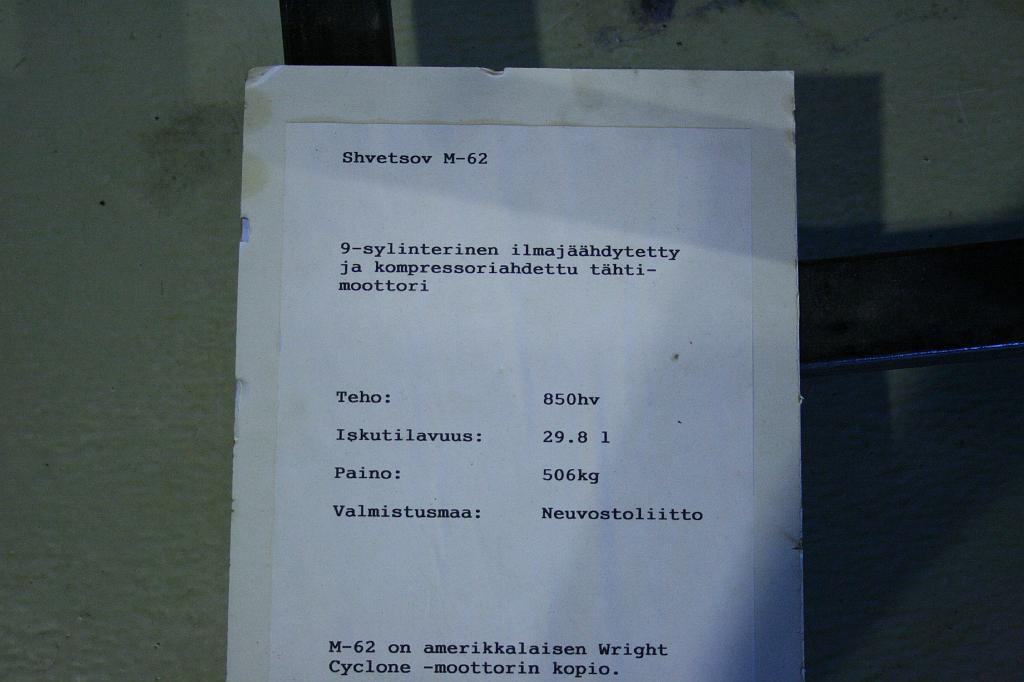 Shvetsov M-62
9-sylinterinen ilmajäähdytetty
ja kompressoriahdettu tähti-
moottori
Teho: 850hv
Iskutilavuus: 29.8 l
Paino: 506kg
Valmistusmaa: Neuvostoliitto
M-62 on amerikkalaisen Wright
Cyclone -moottorin kopio.